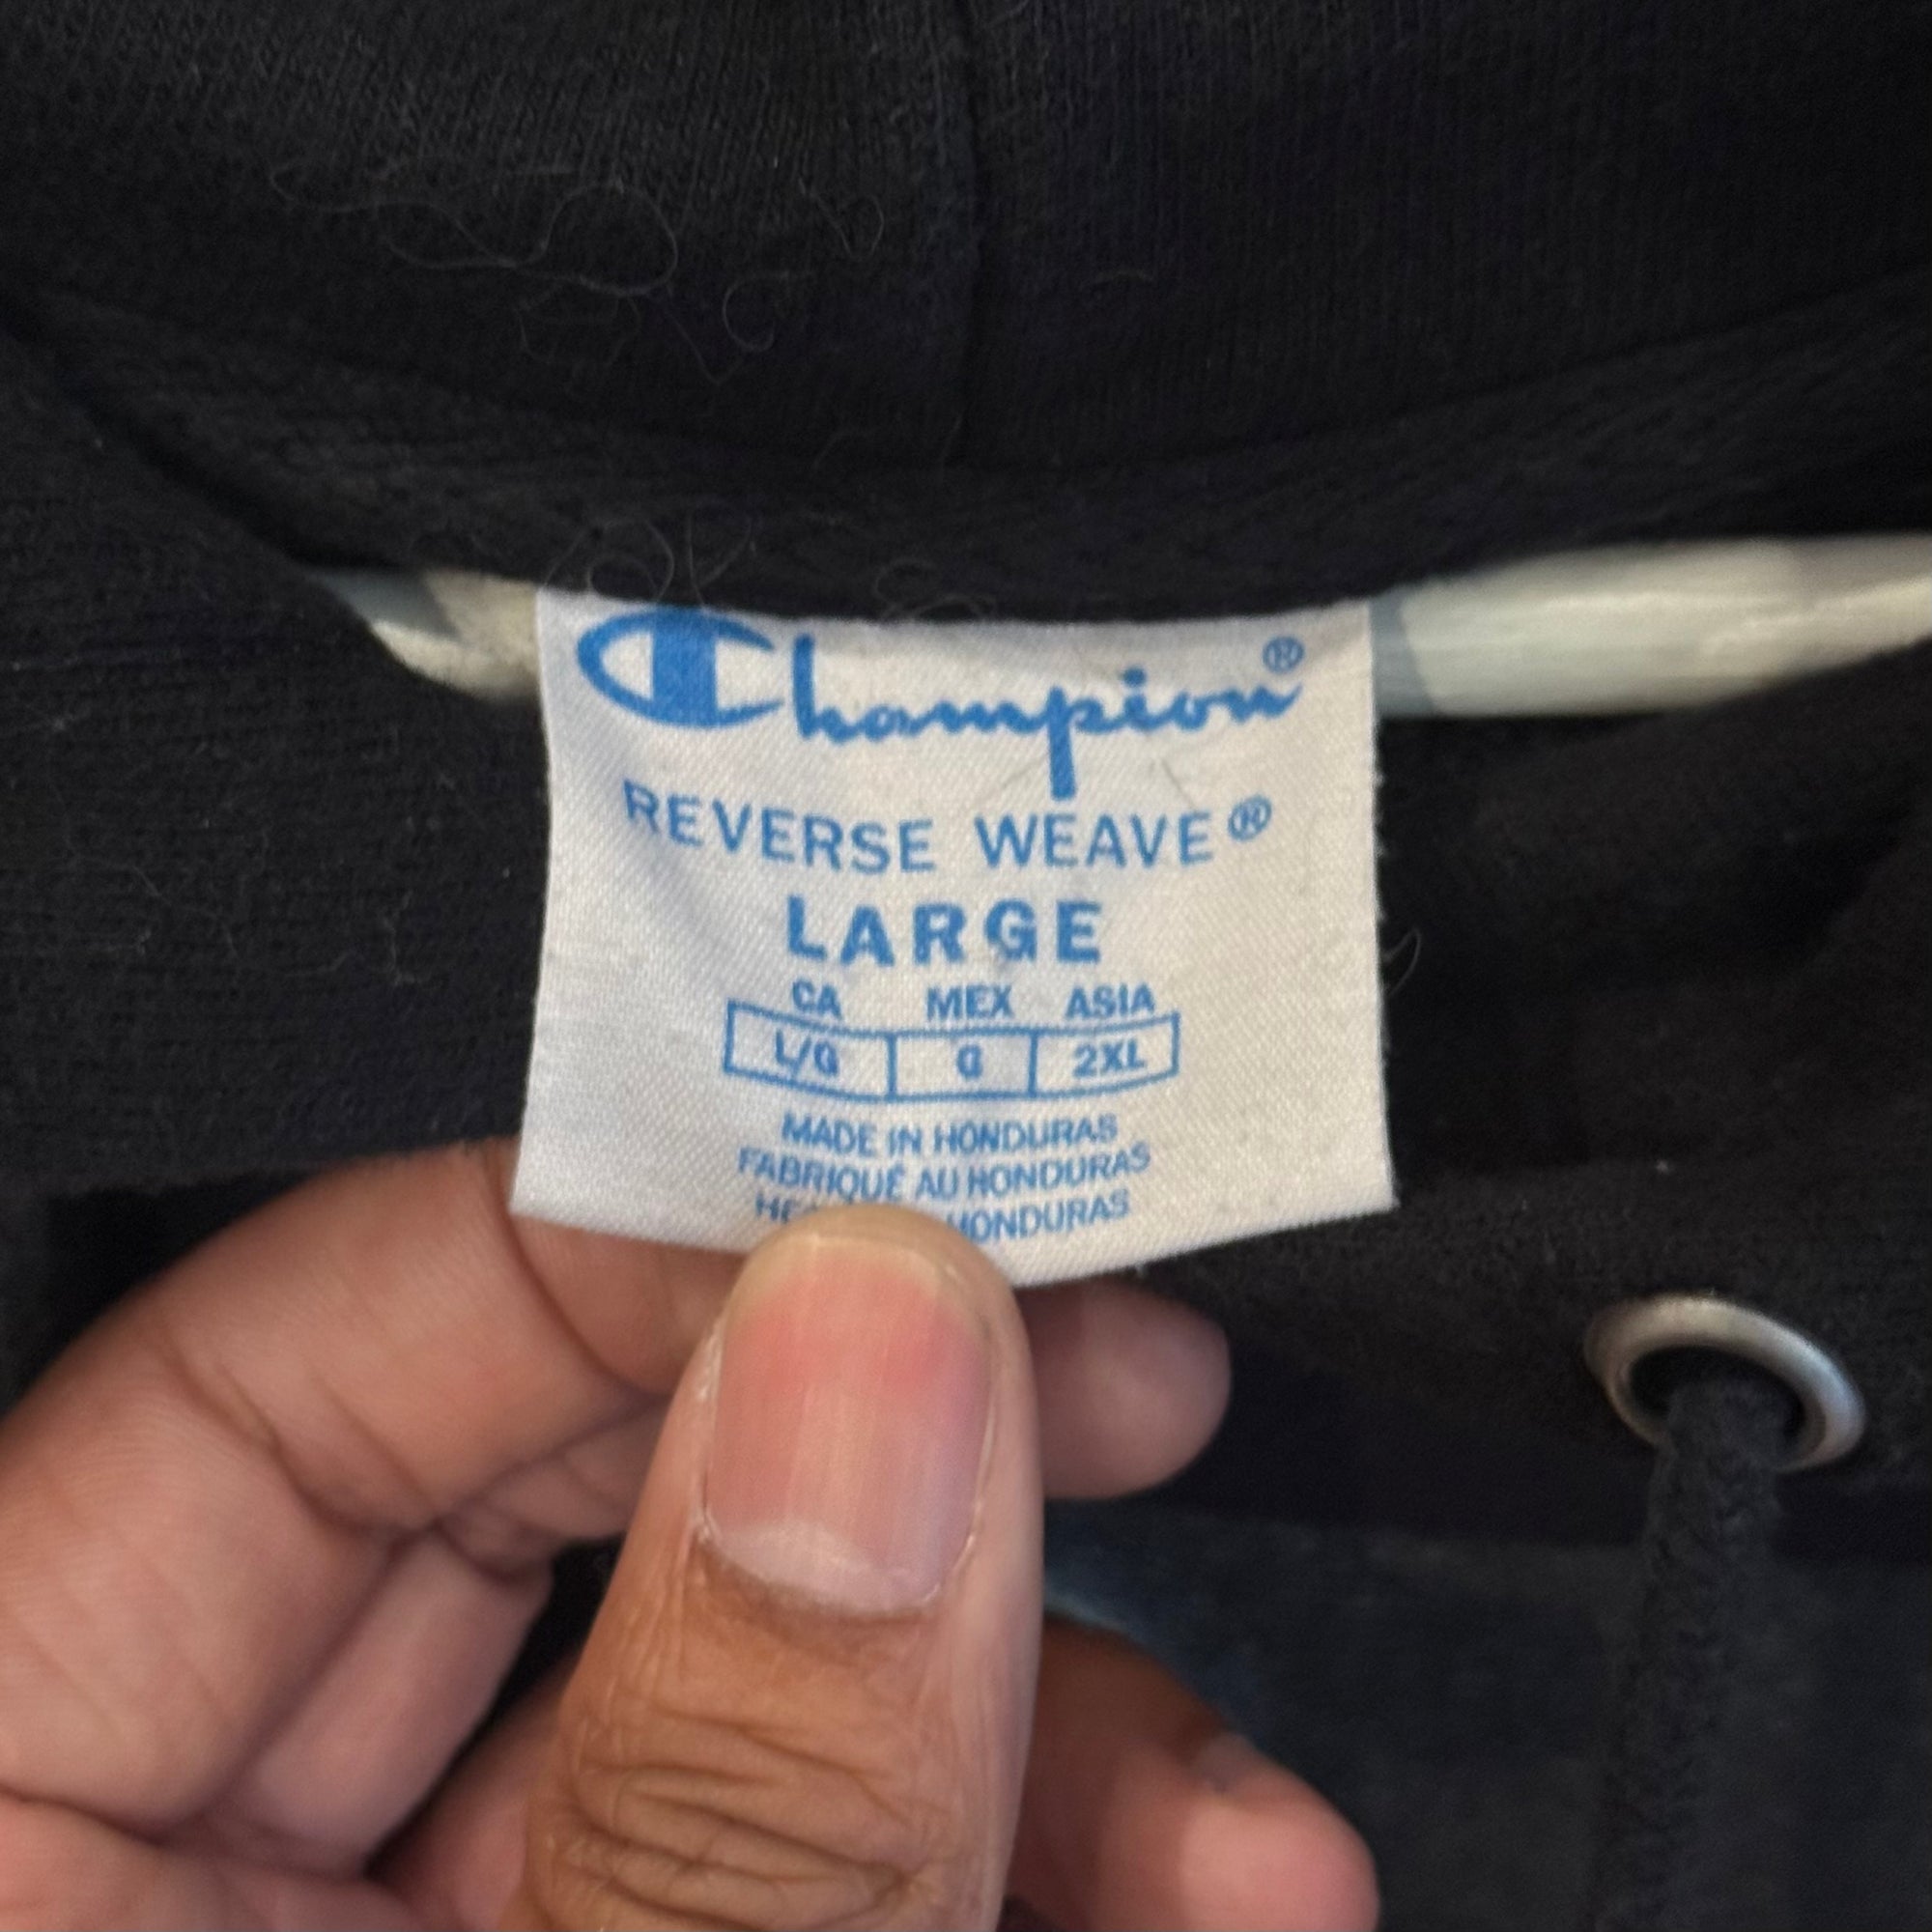 Champion®
REVERSE WEAVE®
LARGE
CA MEX ASIA
L/G G 2XL
MADE IN HONDURAS
FABRIQUÉ AU HONDURAS
HONDURAS